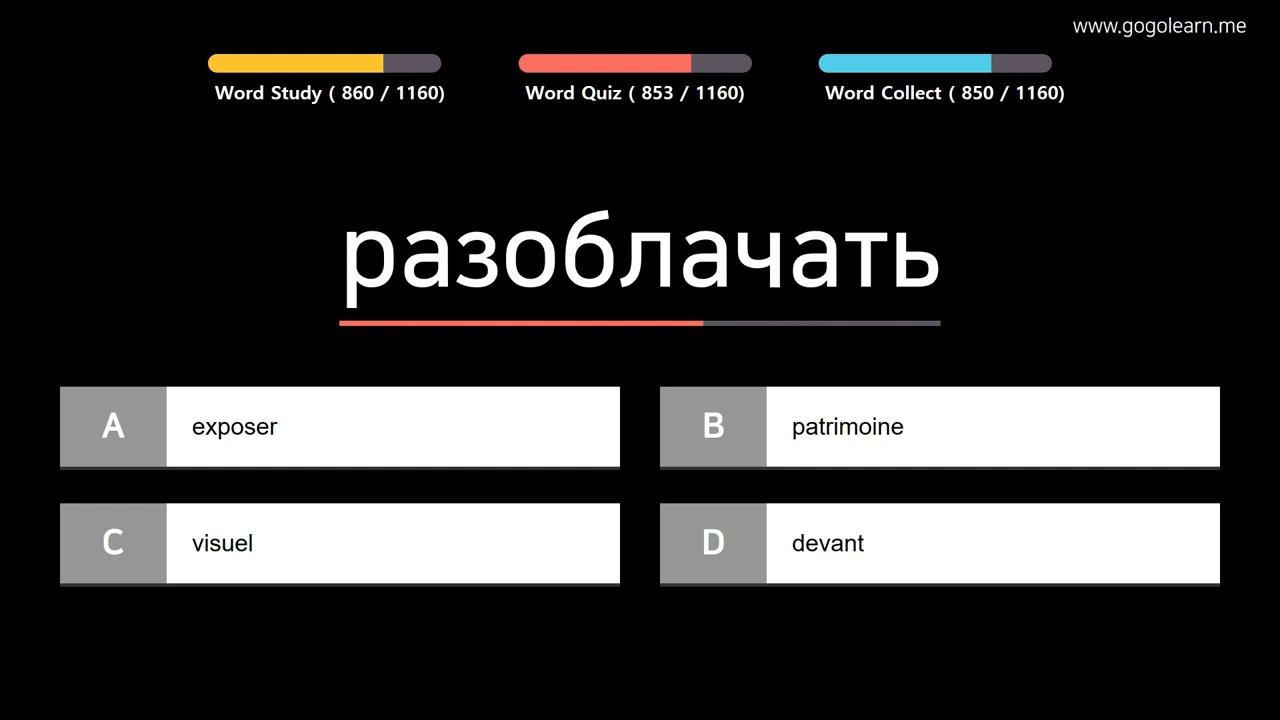 www.gogolearn.me
Word Study ( 860 / 1160)
Word Quiz ( 853 / 1160)
Word Collect ( 850 / 1160)
разоблачать
A exposer
B patrimoine
C visuel
D devant